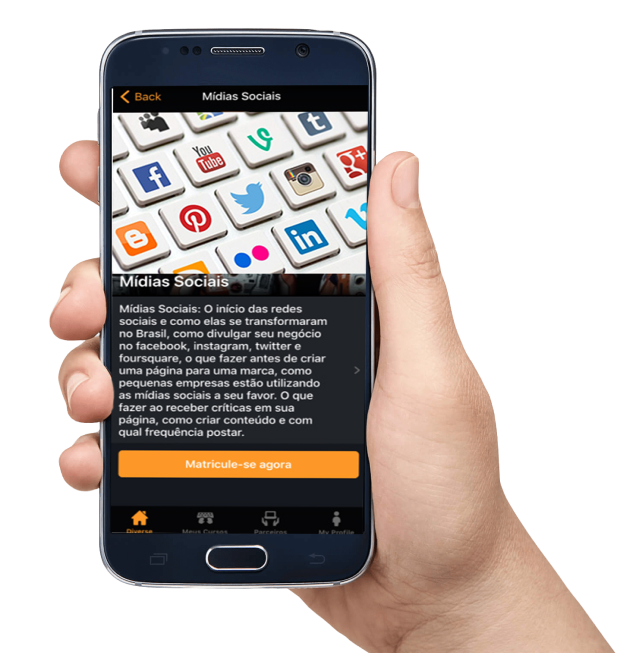 Back
Mídias Sociais
t
You
Tube
f
g+
P
in
v
B
Mídias Sociais
Mídias Sociais: O início das redes
sociais e como elas se transformaram
no Brasil, como divulgar seu negócio
no facebook, instagram, twitter e
foursquare, o que fazer antes de criar
uma página para uma marca, como
pequenas empresas estão utilizando
as mídias sociais a seu favor. O que
fazer ao receber críticas em sua
página, como criar conteúdo e com
qual frequência postar.
Matricule-se agora
Diverse
Meus Cursos
Parceiros
My Profile